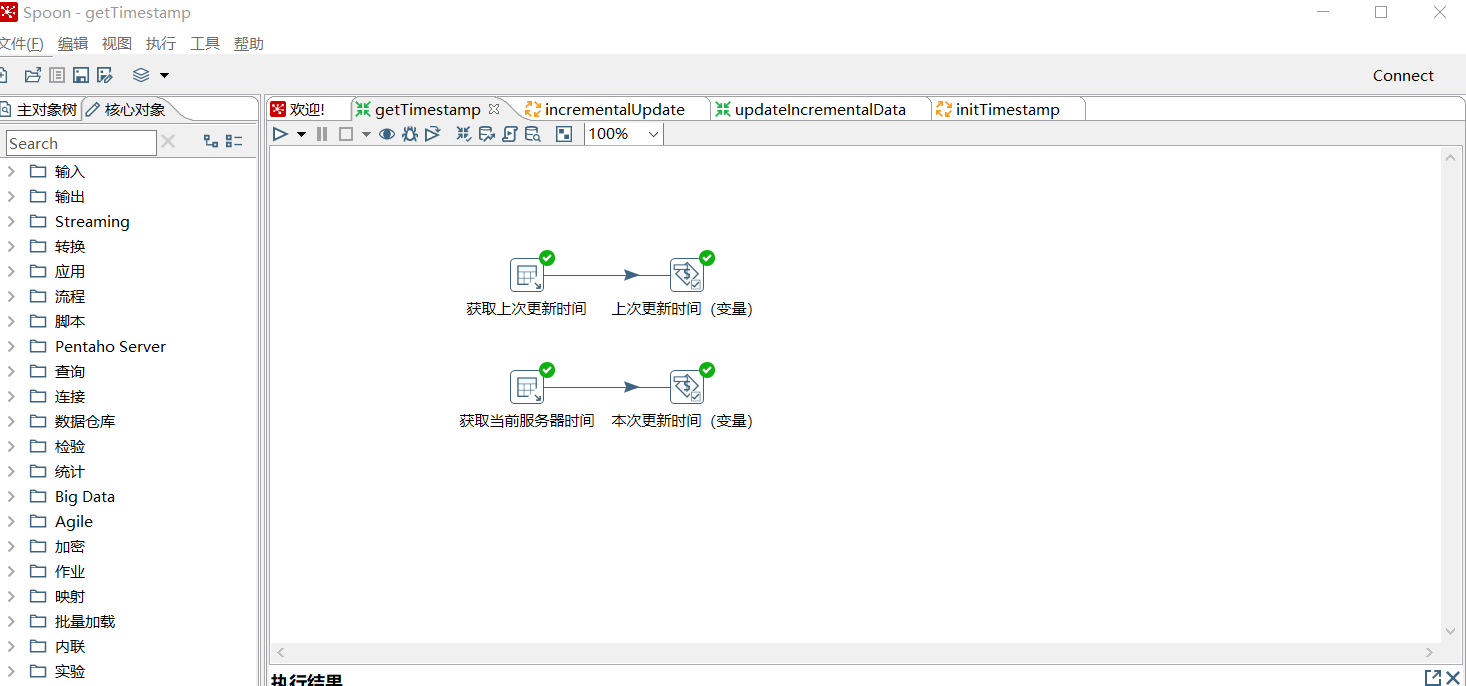 Spoon - getTimestamp
文件(F) 编辑 视图 执行 工具 帮助
Connect
主对象树 核心对象
欢迎! getTimestamp incrementalUpdate updateIncrementalData initTimestamp
100%
Search
输入
输出
Streaming
转换
应用
流程
脚本
Pentaho Server
查询
连接
数据仓库
检验
统计
Big Data
Agile
加密
作业
映射
批量加载
内联
实验
获取上次更新时间 上次更新时间（变量）
获取当前服务器时间 本次更新时间（变量）
执行结果